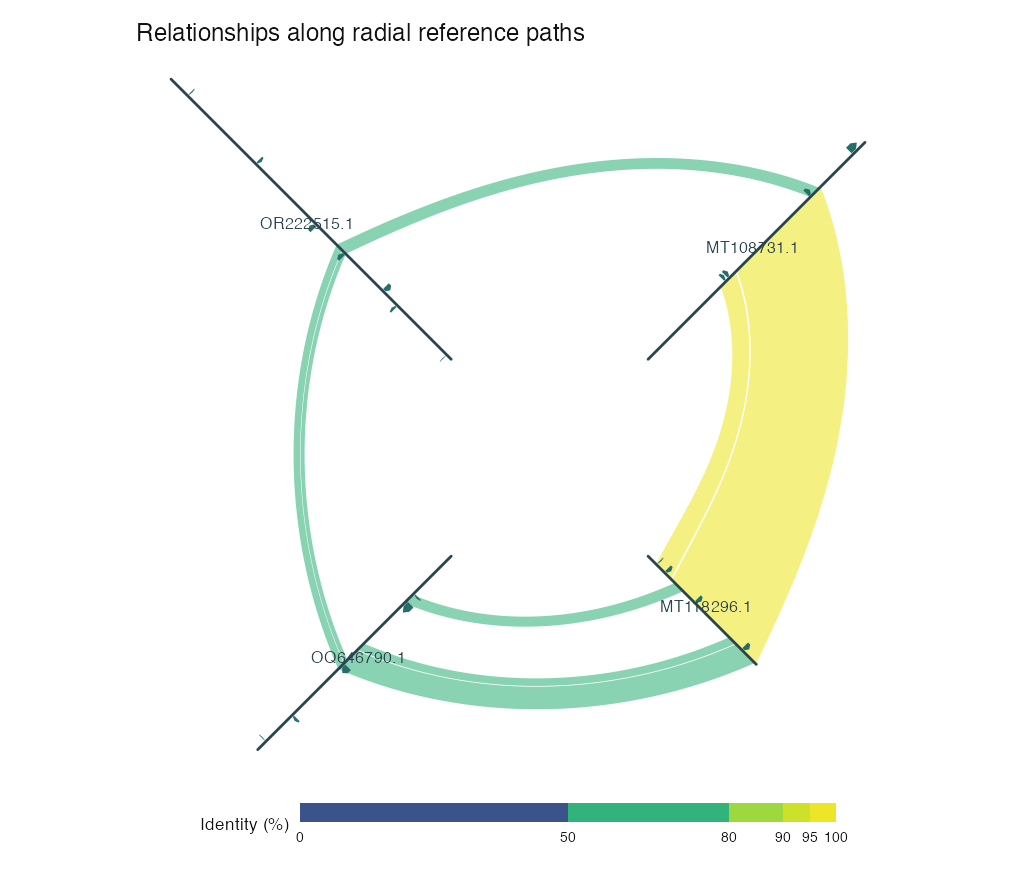 Relationships along radial reference paths
OR222515.1
MT108731.1
MT118296.1
OQ646790.1
Identity (%)
0 50 80 90 95 100